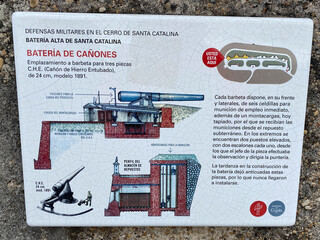 DEFENSAS MILITARES EN EL CERRO DE SANTA CATALINA
BATERÍA ALTA DE SANTA CATALINA
BATERÍA DE CAÑONES
Emplazamiento a barbeta para tres piezas
C.H.E. (Cañón de Hierro Entubado),
de 24 cm, modelo 1891.
USTED
ESTÁ
AQUÍ
Cada barbeta dispone, en su frente
y laterales, de seis celdillas para
munición de empleo inmediato,
además de un montacargas, hoy
tapiado, por el que se recibían las
municiones desde el repuesto
subterráneo. En los extremos se
encuentran dos puestos elevados,
con dos escalones cada uno, desde
los que el jefe de la pieza efectuaba
la observación y dirigía la puntería.
La tardanza en la construcción de
la batería dejó anticuadas estas
piezas, por lo que nunca llegaron
a instalarse.
PERFIL DEL
ALMACÉN DE
REPUESTOS
C.H.E.
24 cm
mod. 1891